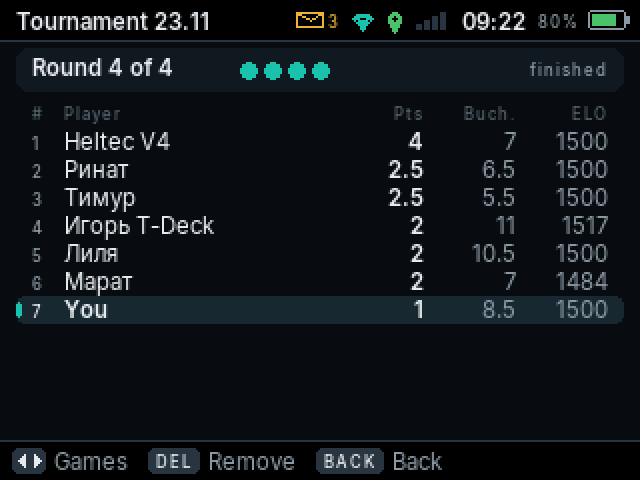 Tournament 23.11 3 09:22 80%
Round 4 of 4 finished
# Player Pts Buch. ELO
1 Heltec V4 4 7 1500
2 Ринат 2.5 6.5 1500
3 Тимур 2.5 5.5 1500
4 Игорь T-Deck 2 11 1517
5 Лиля 2 10.5 1500
6 Марат 2 7 1484
7 You 1 8.5 1500
Games DEL Remove BACK Back